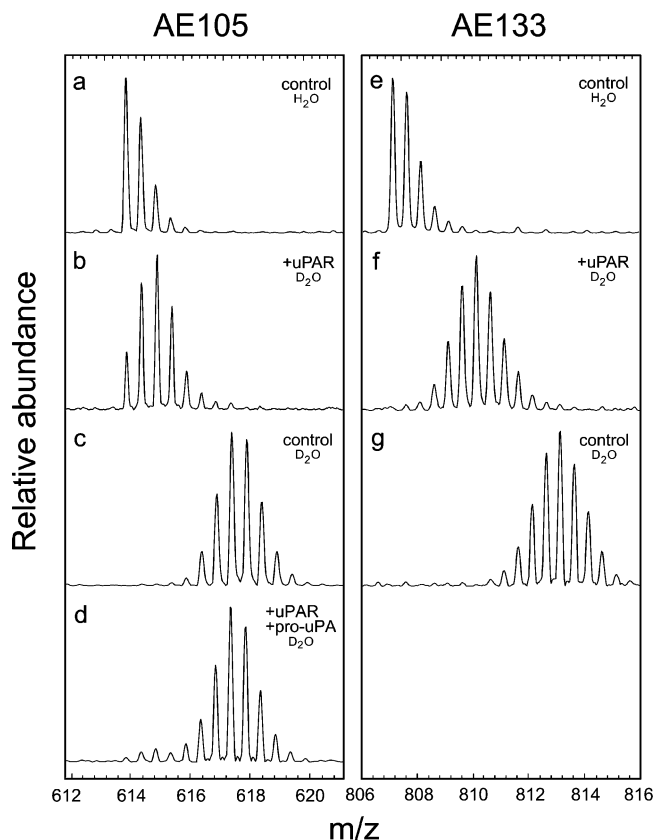 AE105
AE133
a
control
H₂O
b
+uPAR
D₂O
c
control
D₂O
d
+uPAR
+pro-uPA
D₂O
e
control
H₂O
f
+uPAR
D₂O
g
control
D₂O
Relative abundance
612 614 616 618 620
806 808 810 812 814 816
m/z